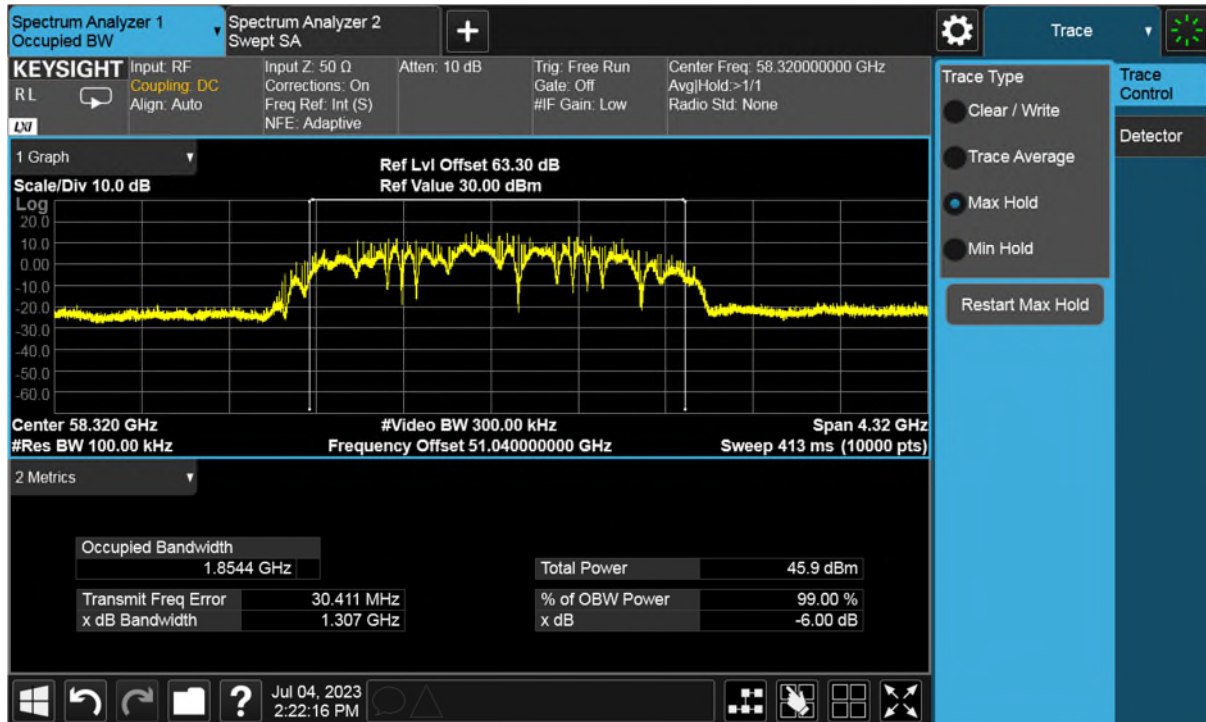 Spectrum Analyzer 1
Occupied BW
Spectrum Analyzer 2
Swept SA
+
Trace
KEYSIGHT
RL
LXI
Input: RF
Coupling: DC
Align: Auto
Input Z: 50 Ω
Corrections: On
Freq Ref: Int (S)
NFE: Adaptive
Atten: 10 dB
Trig: Free Run
Gate: Off
#IF Gain: Low
Center Freq: 58.320000000 GHz
Avg|Hold:>1/1
Radio Std: None
Trace Type
Clear / Write
Trace Average
Max Hold
Min Hold
Restart Max Hold
Trace
Control
Detector
1 Graph
Scale/Div 10.0 dB
Ref Lvl Offset 63.30 dB
Ref Value 30.00 dBm
Log
20.0
10.0
0.00
-10.0
-20.0
-30.0
-40.0
-50.0
-60.0
Center 58.320 GHz
#Video BW 300.00 kHz
Span 4.32 GHz
#Res BW 100.00 kHz
Frequency Offset 51.040000000 GHz
Sweep 413 ms (10000 pts)
2 Metrics
Occupied Bandwidth
1.8544 GHz
Total Power 45.9 dBm
Transmit Freq Error 30.411 MHz
% of OBW Power 99.00 %
x dB Bandwidth 1.307 GHz
x dB -6.00 dB
?
Jul 04, 2023
2:22:16 PM